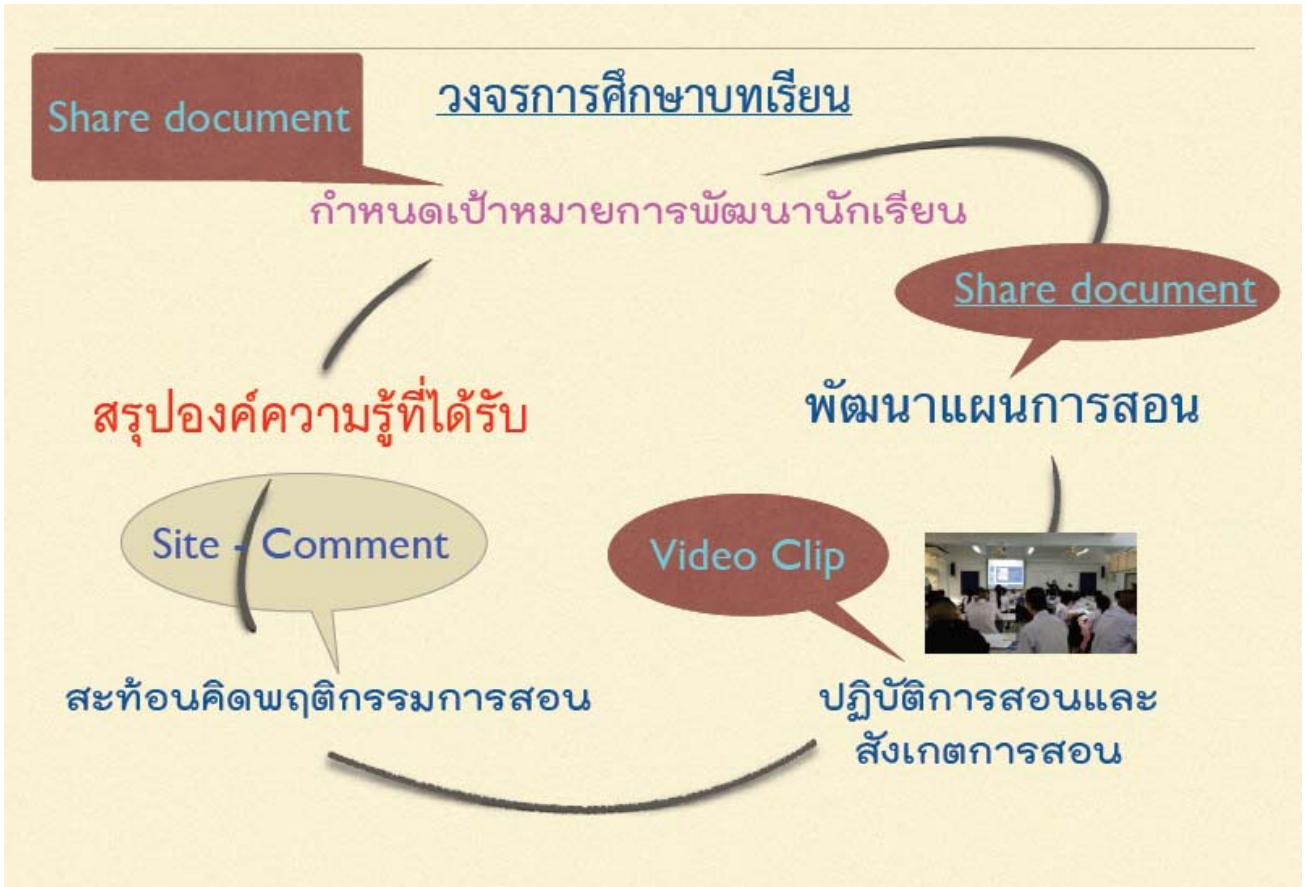 วงจรการศึกษาบทเรียน
Share document
กำหนดเป้าหมายการพัฒนานักเรียน
Share document
พัฒนาแผนการสอน
สรุปองค์ความรู้ที่ได้รับ
Site - Comment
Video Clip
สะท้อนคิดพฤติกรรมการสอน
ปฏิบัติการสอนและ
สังเกตการสอน